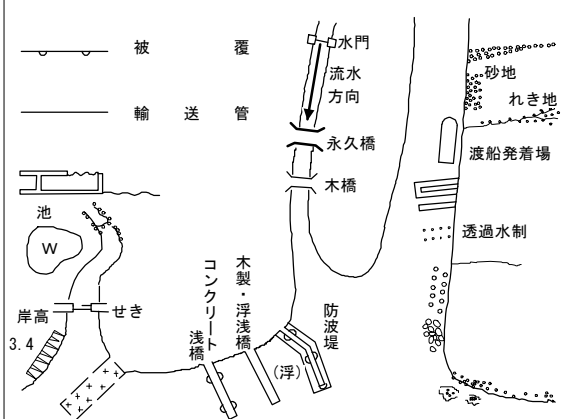 被覆
輸送管
水門
流水
方向
永久橋
木橋
砂地
れき地
渡船発着場
透過水制
池
W
岸高
3.4
せき
コンクリート
浅橋
木製・浮浅橋
防波堤
(浮)